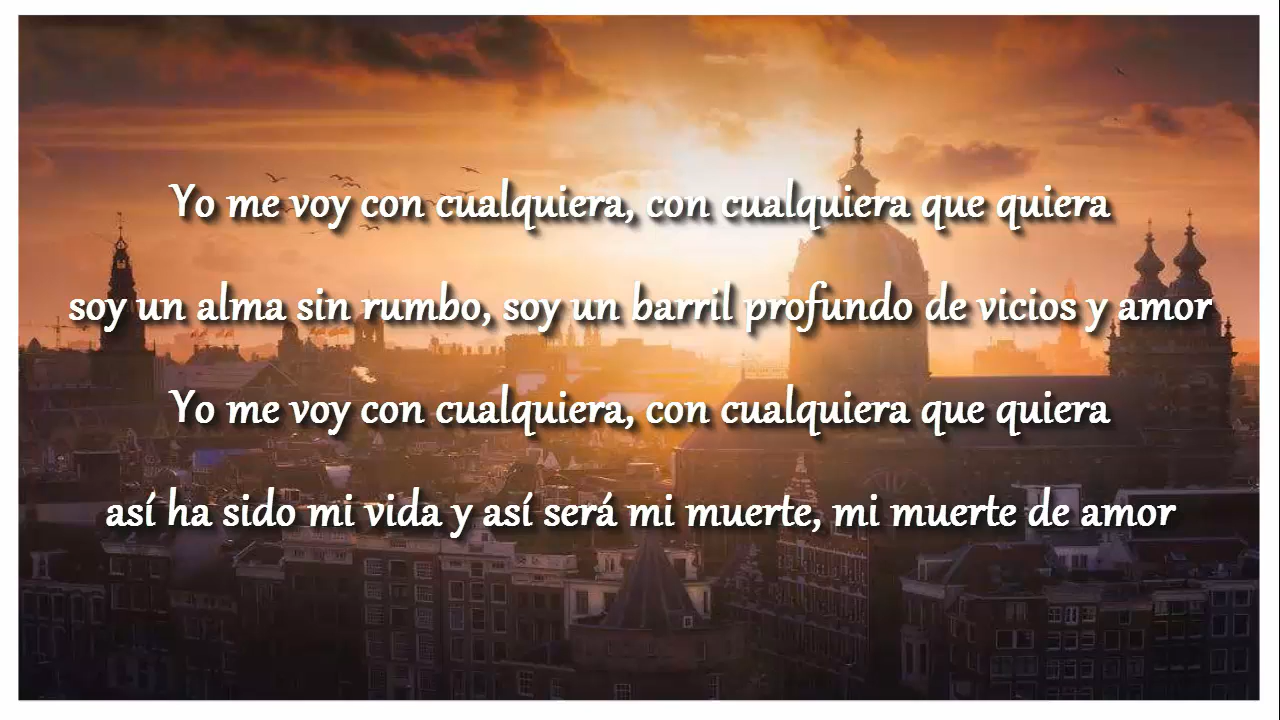 Yo me voy con cualquiera, con cualquiera que quiera
soy un alma sin rumbo, soy un barril profundo de vicios y amor
Yo me voy con cualquiera, con cualquiera que quiera
así ha sido mi vida y así será mi muerte, mi muerte de amor